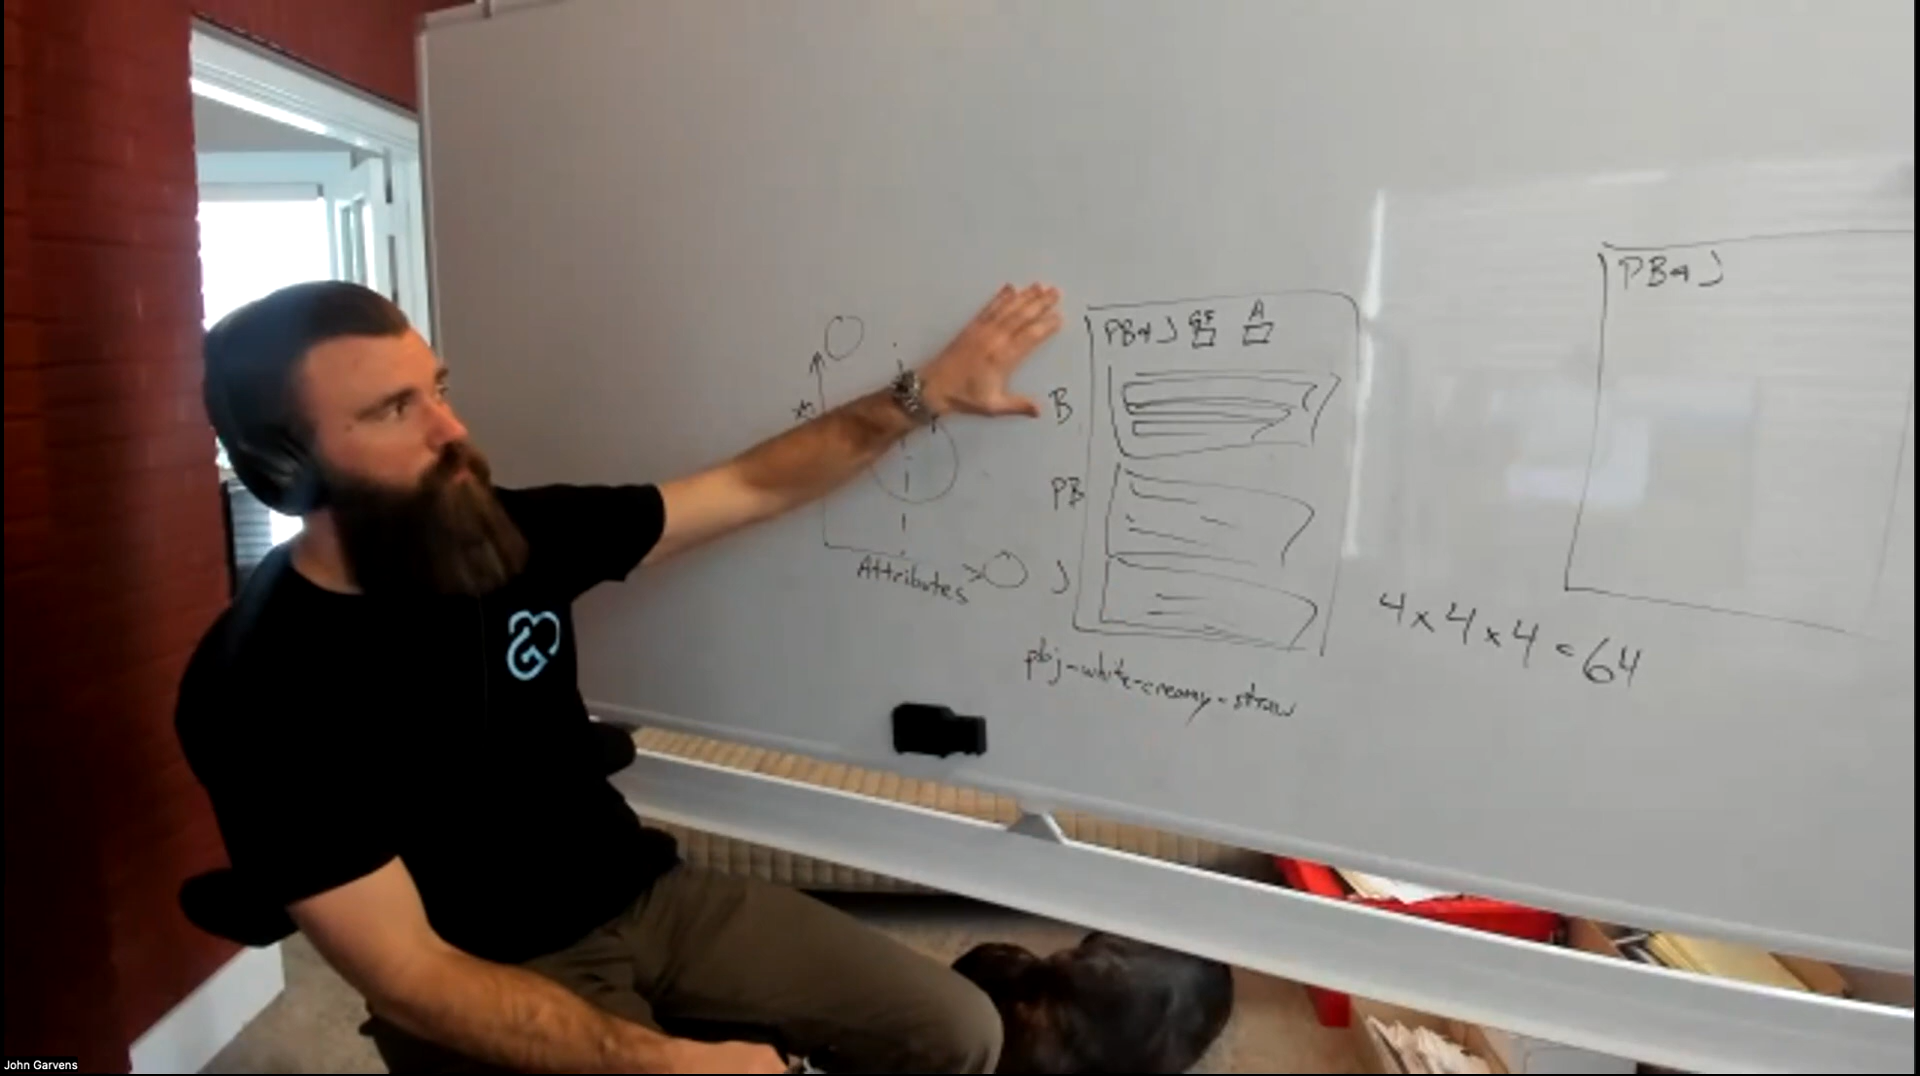 PB&J GF A
B
PB
J
Attributes
pbj-white-creamy-straw
4x4x4=64
PB&J
John Garvens